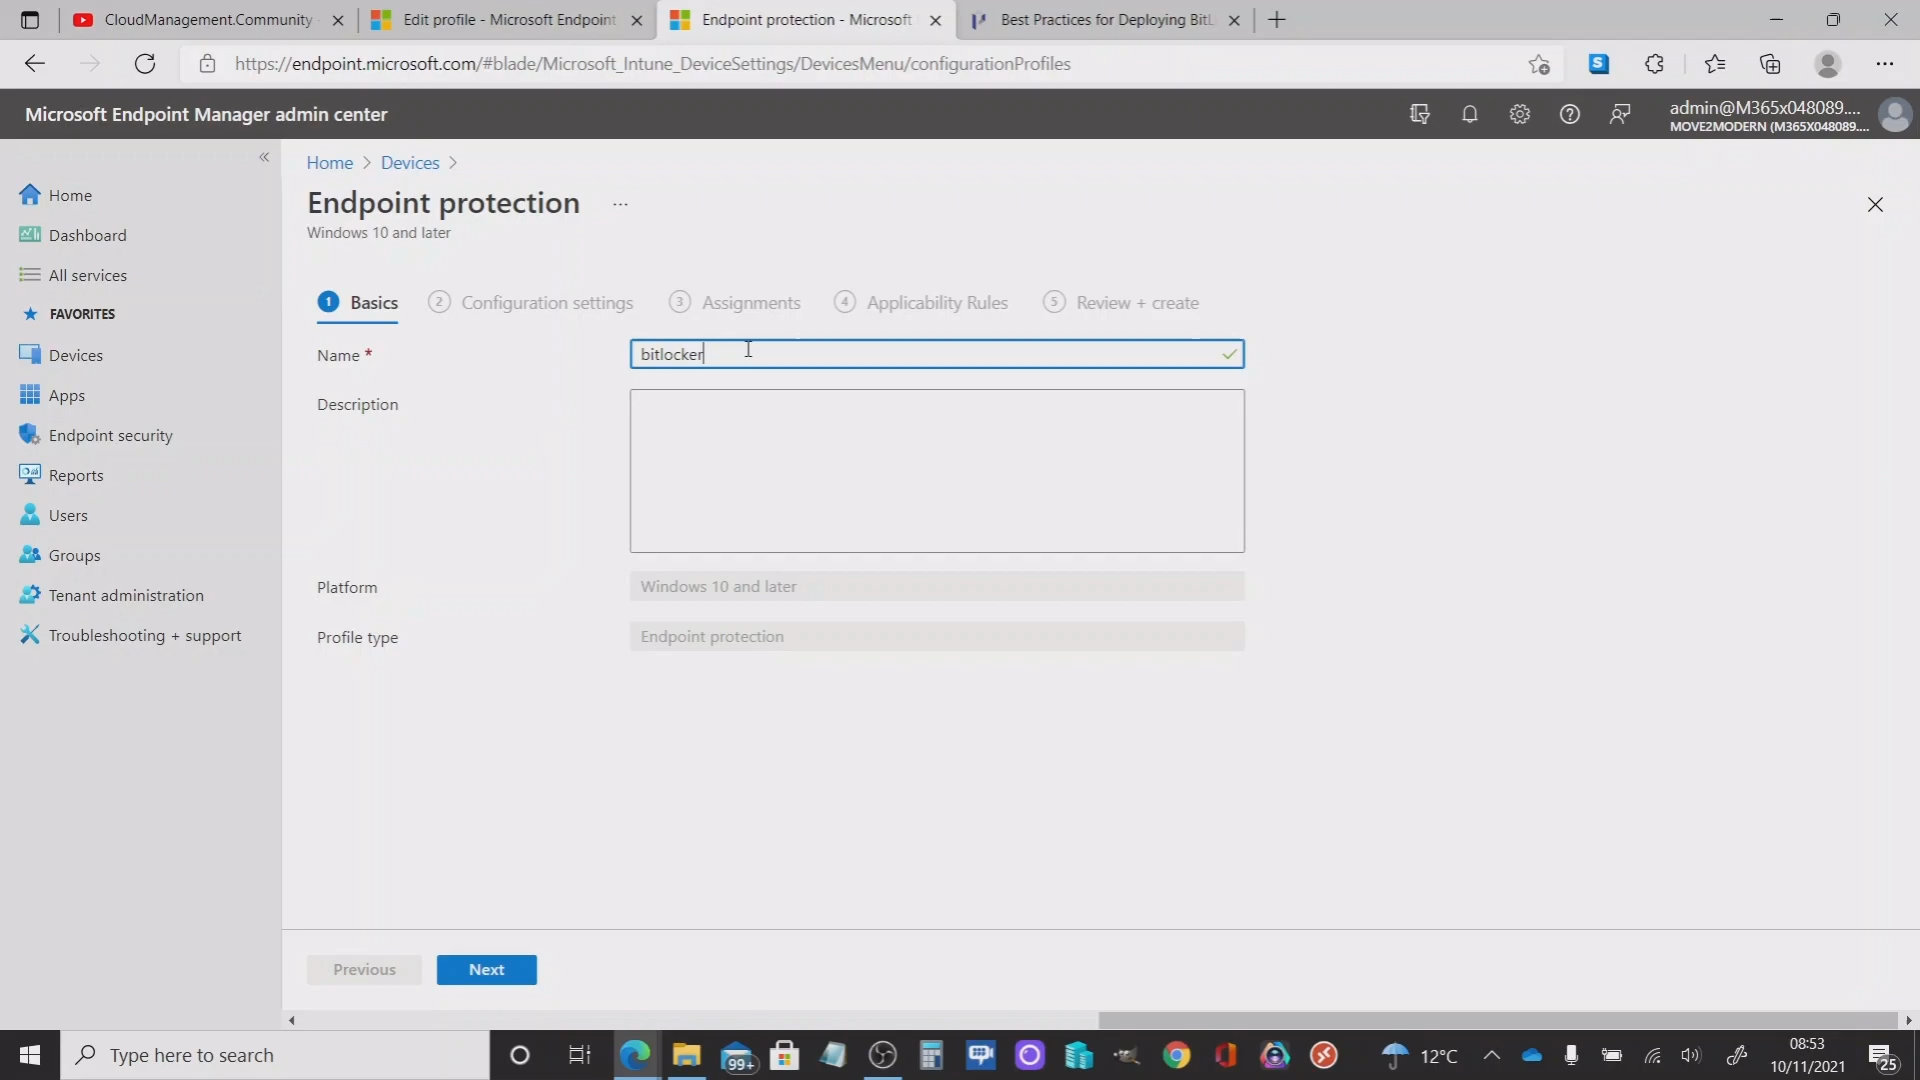 CloudManagement.Community
Edit profile - Microsoft Endpoint
Endpoint protection - Microsoft
Best Practices for Deploying BitL
https://endpoint.microsoft.com/#blade/Microsoft_Intune_DeviceSettings/DevicesMenu/configurationProfiles
S
Microsoft Endpoint Manager admin center
admin@M365x048089....
MOVE2MODERN (M365X048089....
Home > Devices >
Endpoint protection ...
Windows 10 and later
Home
Dashboard
All services
FAVORITES
Devices
Apps
Endpoint security
Reports
Users
Groups
Tenant administration
Troubleshooting + support
1 Basics
2 Configuration settings
3 Assignments
4 Applicability Rules
5 Review + create
Name *
bitlocker
Description
Platform
Windows 10 and later
Profile type
Endpoint protection
Previous
Next
Type here to search
99+
12°C
08:53
10/11/2021
25